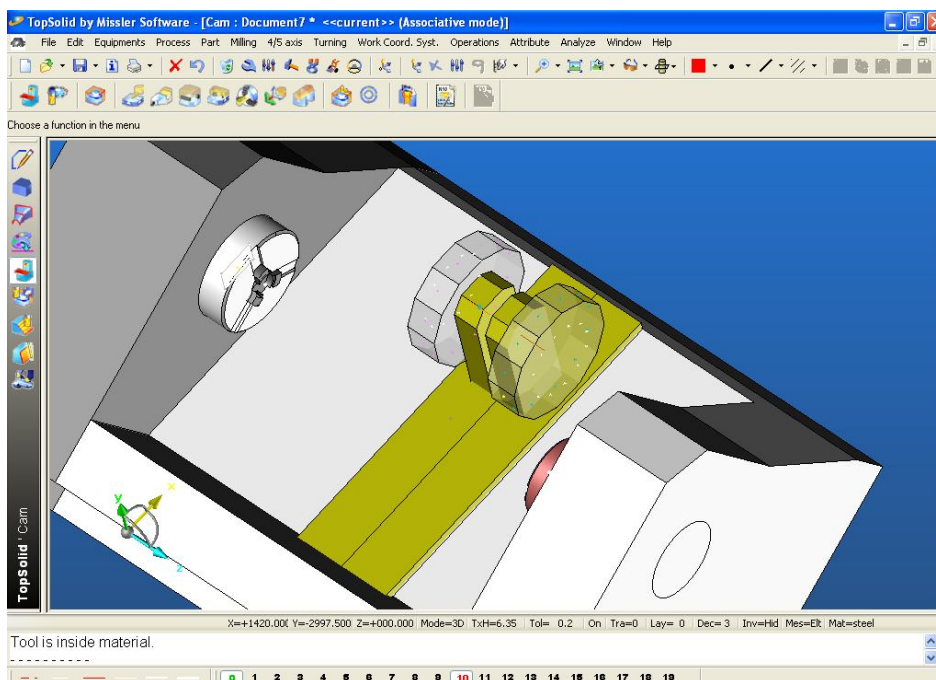 TopSolid by Missler Software - [Cam : Document7 * <<current>> (Associative mode)]
File Edit Equipments Process Part Milling 4/5 axis Turning Work Coord. Syst. Operations Attribute Analyze Window Help
Choose a function in the menu
x
y
z
TopSolid ' Cam
X=+1420.00( Y=-2997.500 Z=+000.000 Mode=3D TxH=6.35 Tol= 0.2 On Tra=0 Lay= 0 Dec= 3 Inv=Hid Mes=Elt Mat=steel
Tool is inside material.
----------
0 1 2 3 4 5 6 7 8 9 10 11 12 13 14 15 16 17 18 19